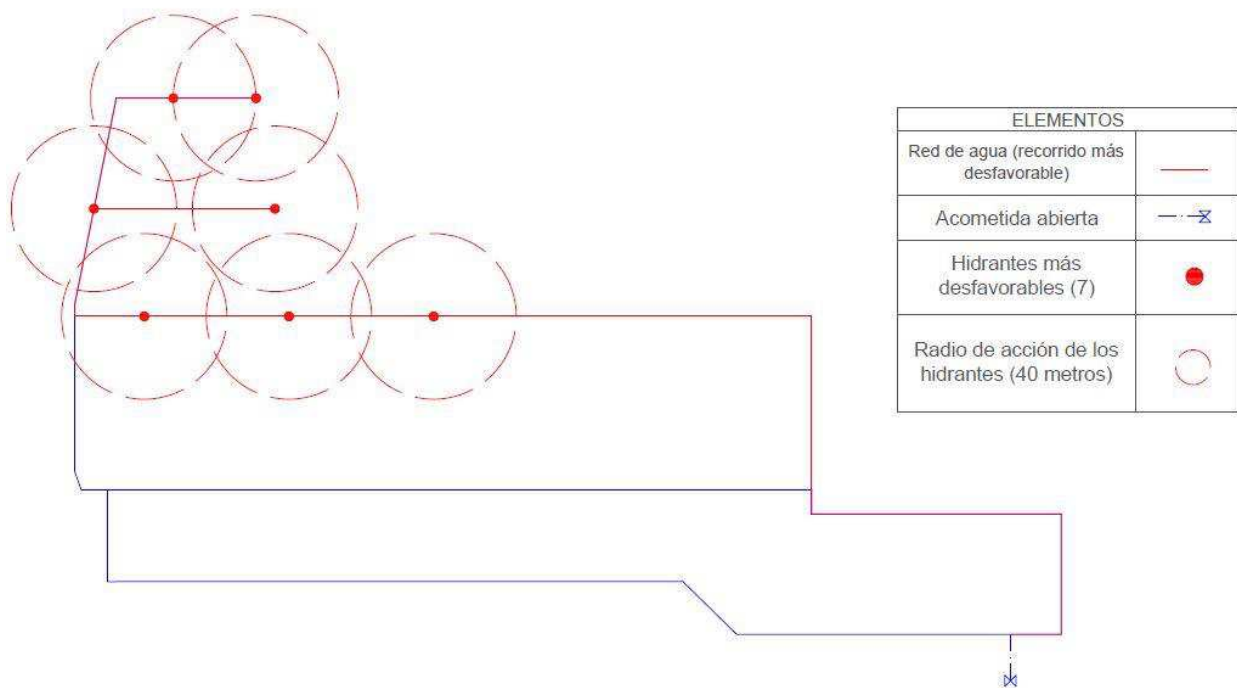 ELEMENTOS
Red de agua (recorrido más
desfavorable)
Acometida abierta
Hidrantes más
desfavorables (7)
Radio de acción de los
hidrantes (40 metros)